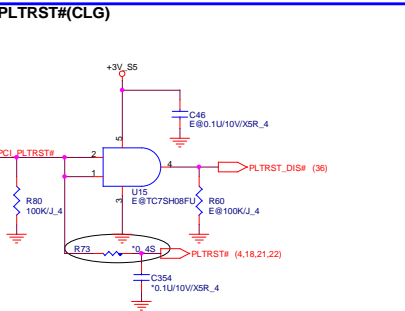 PLTRST#(CLG)
+3V_S5
C46
E@0.1U/10V/X5R_4
5
PCI_PLTRST#
2
4
PLTRST_DIS# (36)
1
U15
E@TC7SH08FU
3
R80
100K/J_4
R60
E@100K/J_4
R73
*0_4S
PLTRST# (4,18,21,22)
C354
*0.1U/10V/X5R_4